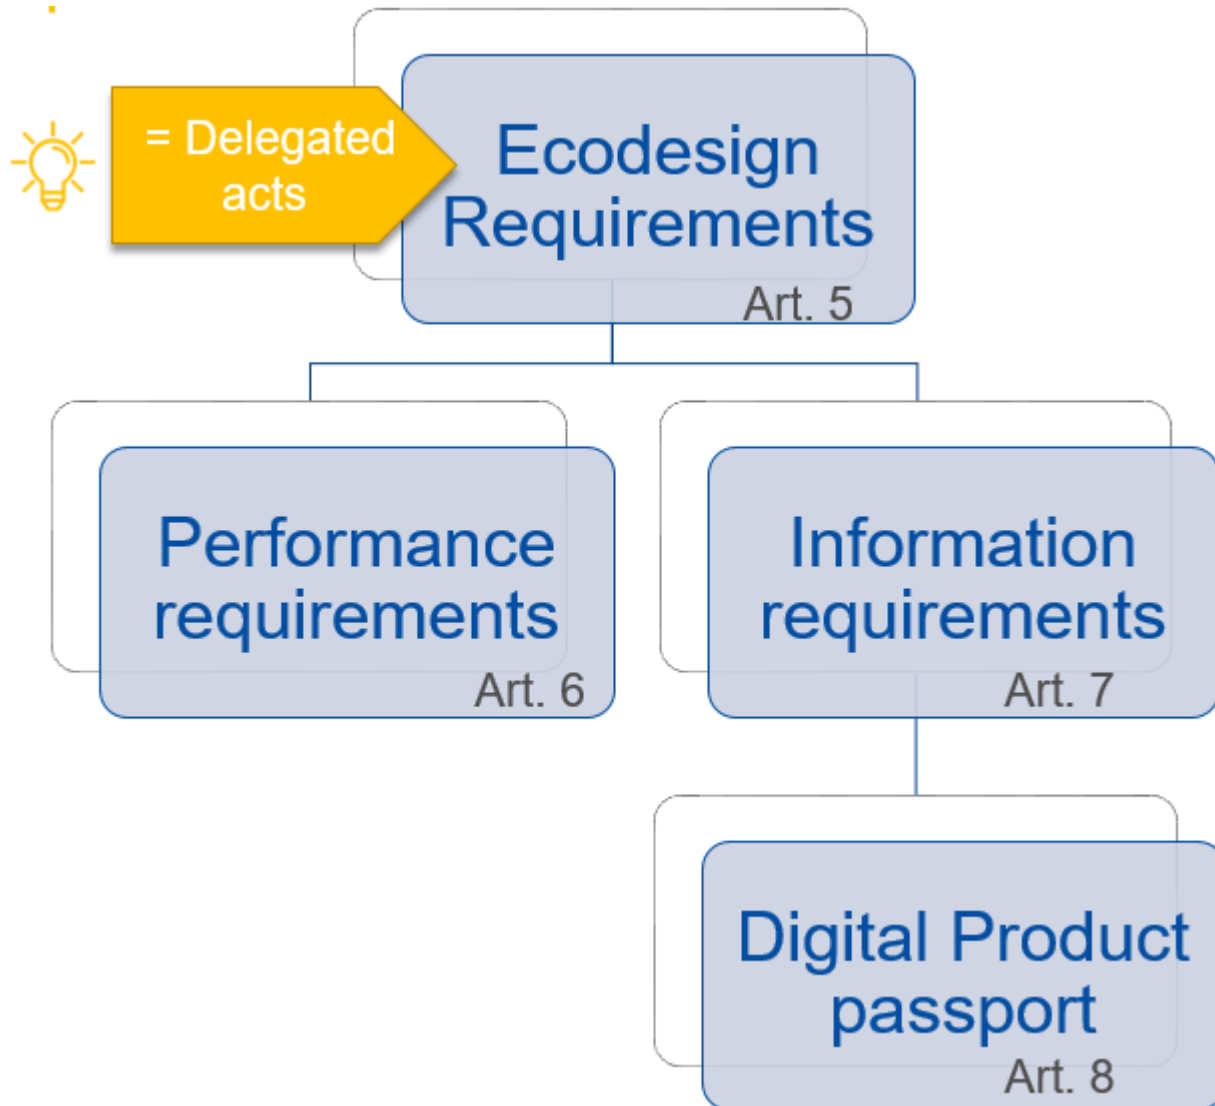 = Delegated
acts
Ecodesign
Requirements
Art. 5
Performance
requirements
Art. 6
Information
requirements
Art. 7
Digital Product
passport
Art. 8